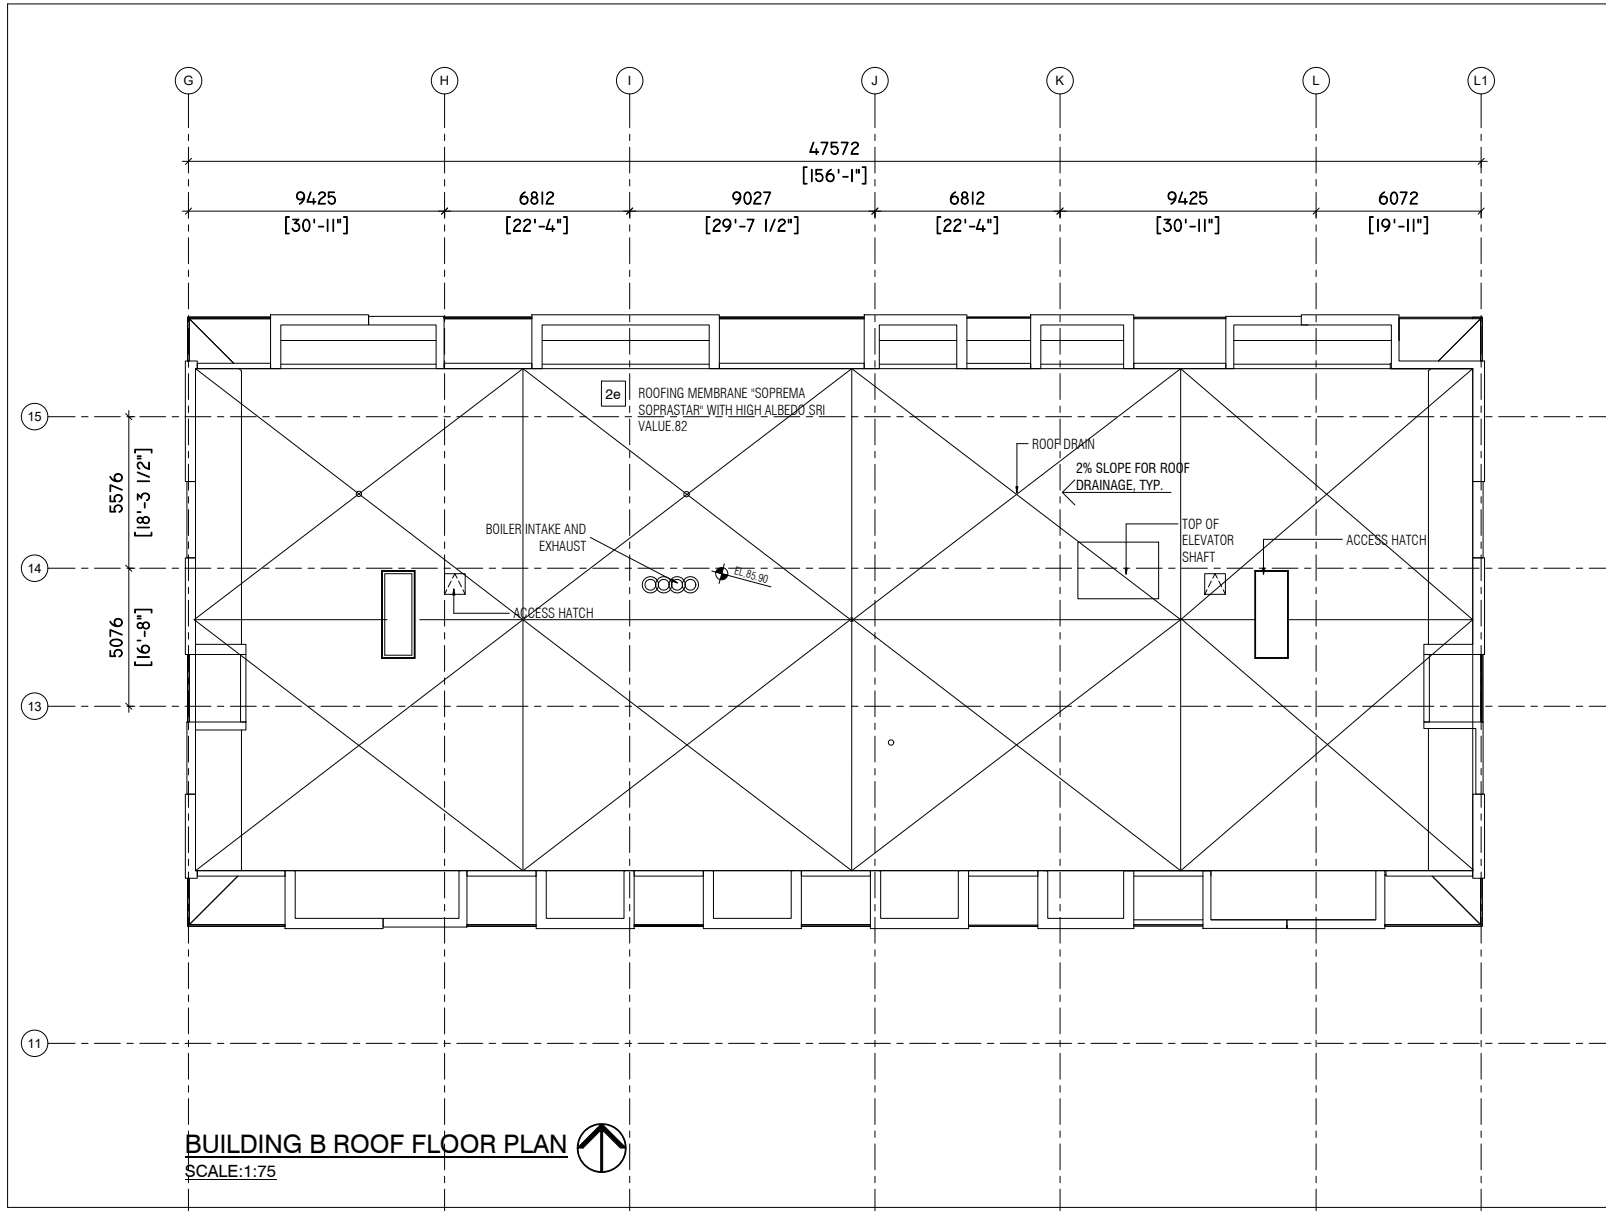 G H I J K L L1
47572
[156'-1"]
9425 6812 9027 6812 9425 6072
[30'-11"] [22'-4"] [29'-7 1/2"] [22'-4"] [30'-11"] [19'-11"]
2e
ROOFING MEMBRANE "SOPREMA
SOPRASTAR" WITH HIGH ALBEDO SRI
VALUE.82
15
ROOF DRAIN
2% SLOPE FOR ROOF
DRAINAGE, TYP.
5576
[18'-3 1/2"]
BOILER INTAKE AND
EXHAUST
TOP OF
ELEVATOR
SHAFT
ACCESS HATCH
14
EL.85.90
ACCESS HATCH
5076
[16'-8"]
13
11
BUILDING B ROOF FLOOR PLAN
SCALE:1:75